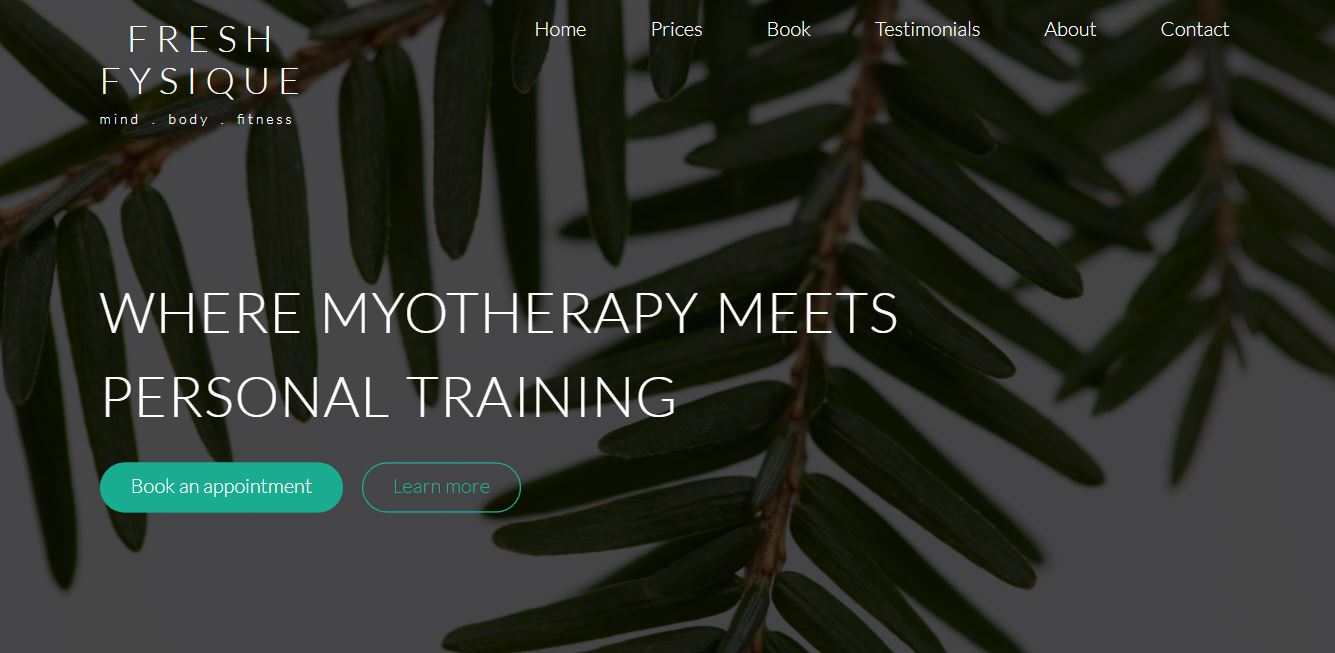 FRESH
FYSIQUE
mind . body . fitness
Home Prices Book Testimonials About Contact
WHERE MYOTHERAPY MEETS
PERSONAL TRAINING
Book an appointment Learn more